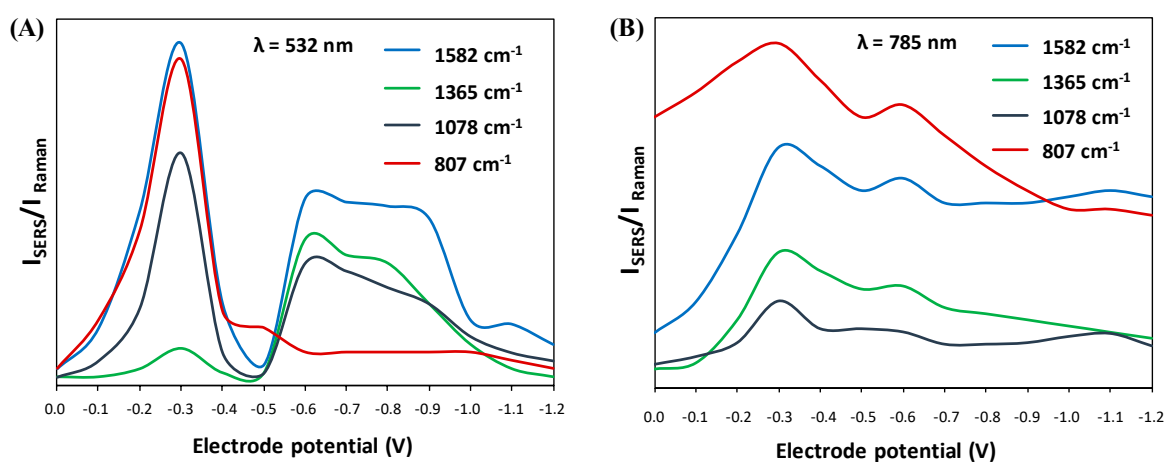 (A)
λ = 532 nm
1582 cm⁻¹
1365 cm⁻¹
1078 cm⁻¹
807 cm⁻¹
I_SERS/I_Raman
0.0 -0.1 -0.2 -0.3 -0.4 -0.5 -0.6 -0.7 -0.8 -0.9 -1.0 -1.1 -1.2
Electrode potential (V)
(B)
λ = 785 nm
1582 cm⁻¹
1365 cm⁻¹
1078 cm⁻¹
807 cm⁻¹
I_SERS/I_Raman
0.0 -0.1 -0.2 -0.3 -0.4 -0.5 -0.6 -0.7 -0.8 -0.9 -1.0 -1.1 -1.2
Electrode potential (V)